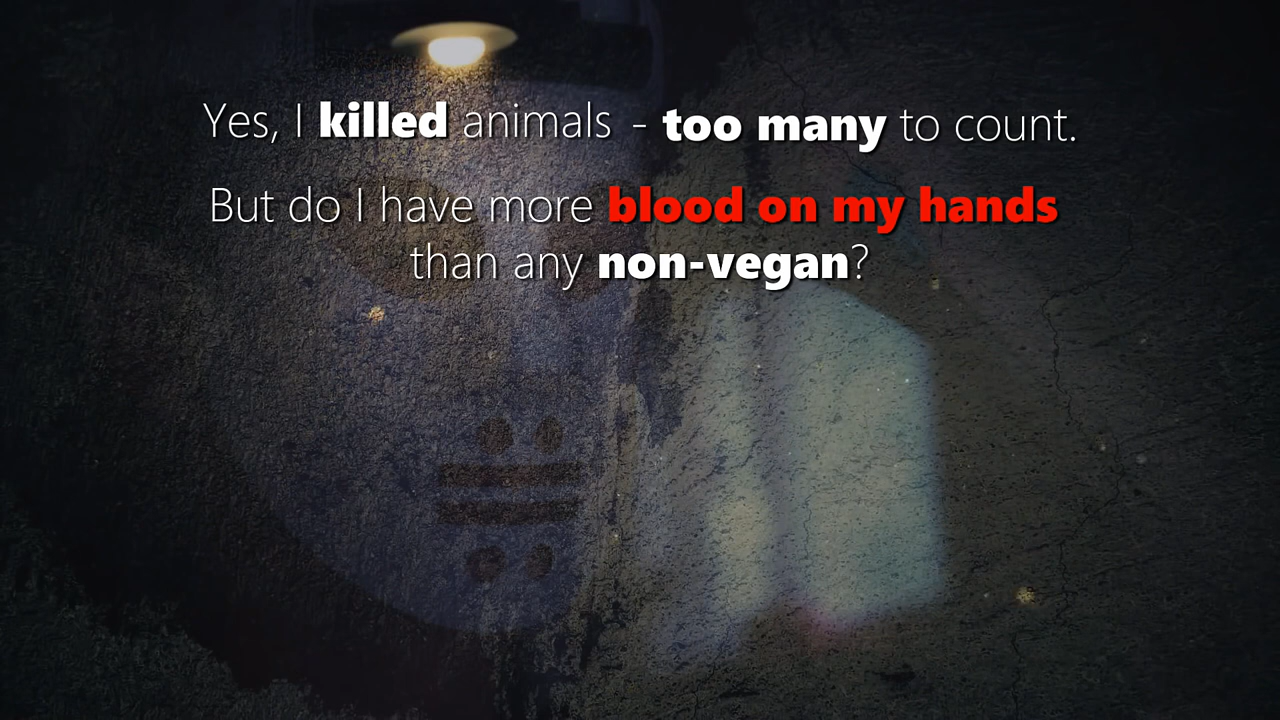 Yes, I killed animals - too many to count.
But do I have more blood on my hands
than any non-vegan?